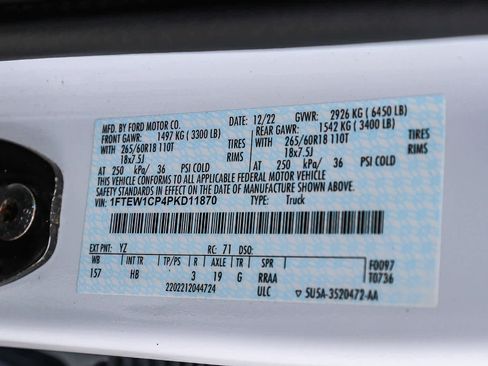 MFD. BY FORD MOTOR CO. DATE: 12/22 GVWR: 2926 KG ( 6450 LB)
FRONT GAWR: 1497 KG ( 3300 LB) REAR GAWR: 1542 KG ( 3400 LB)
WITH 265/60R18 110T TIRES WITH 265/60R18 110T TIRES
18x7.5J RIMS 18x7.5J RIMS
AT 250 kPa/ 36 PSI COLD AT 250 kPa/ 36 PSI COLD
THIS VEHICLE CONFORMS TO ALL APPLICABLE FEDERAL MOTOR VEHICLE
SAFETY STANDARDS IN EFFECT ON THE DATE OF MANUFACTURE SHOWN ABOVE.
VIN: 1FTEW1CP4PKD11870 TYPE: Truck
EXT PNT: YZ RC: 71 DSO:
WB INT TR TP/PS R AXLE TR SPR F0097
157 HB 3 19 G RRAA T0736
2202212044724 ULC 5U5A-3520472-AA